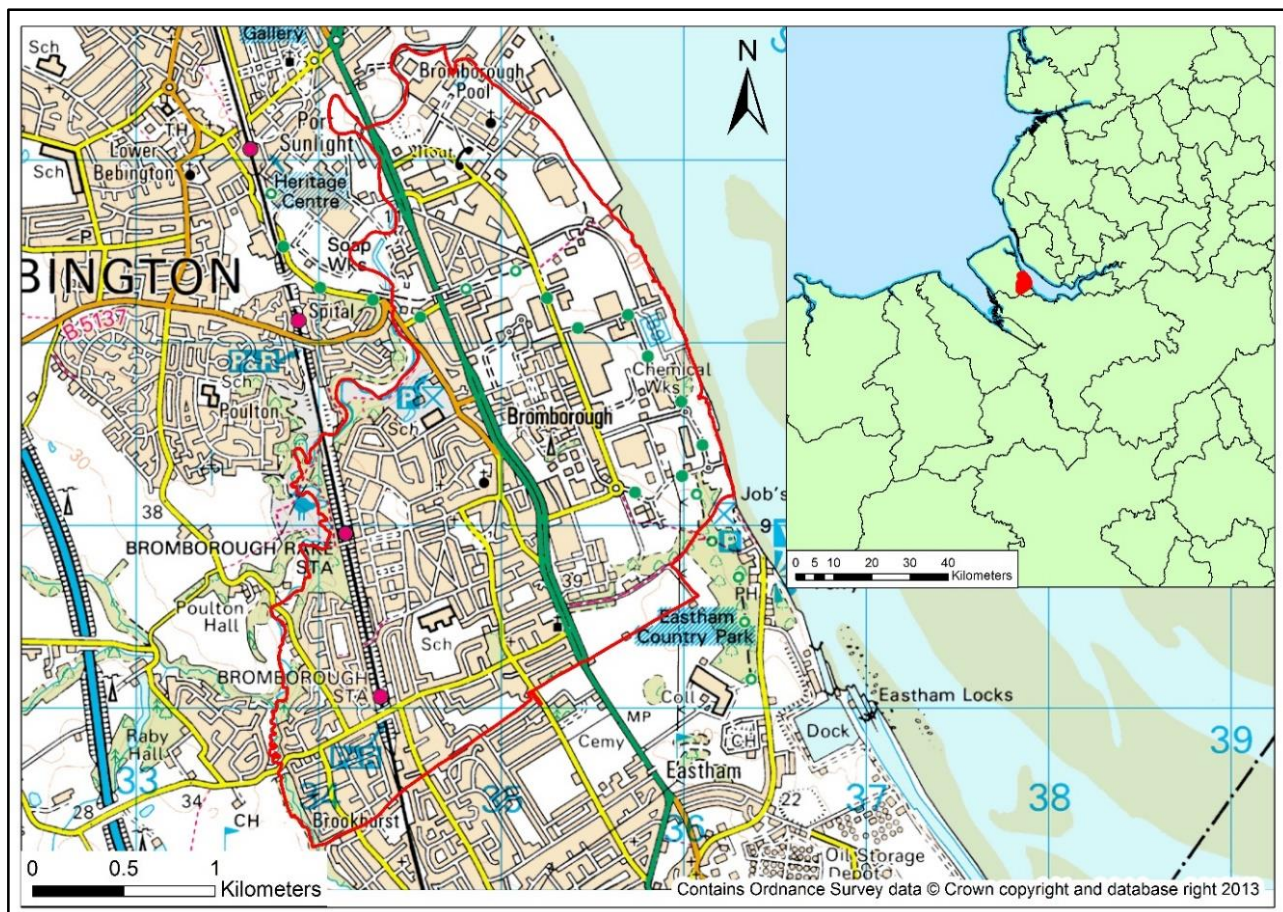 Sch
Gallery
N
Bromborough
Pool
Port
Sunlight
TH
Lower
Bebington
Sch
Heritage
Centre
P
Soap
Wks
BINGTON
B 5137
Spital
Sch
Poulton
Chemical
Wks
Sch
Bromborough
30
38
Job's
9
BROMBOROUGH RAKE
STA
39
PH
Poulton
Hall
Eastham
Country Park
Sch
BROMBOROUGH
STA
Coll
Eastham Locks
MP
Raby
Hall
Cemy
CH
Dock
Eastham
33
34
35
36
37
38
39
28
34
22
CH
Brookhurst
Oil Storage
Depot
0 0.5 1
Kilometers
0 5 10 20 30 40
Kilometers
Contains Ordnance Survey data © Crown copyright and database right 2013